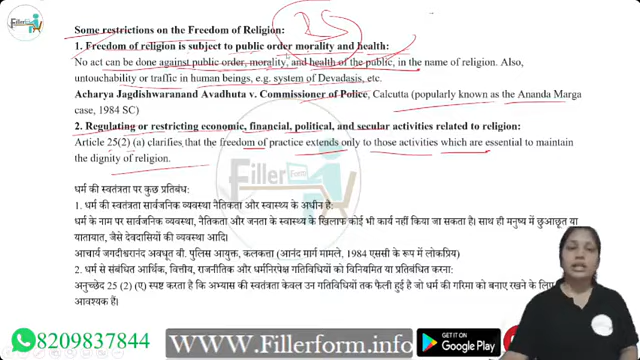 Fillerform
25
Some restrictions on the Freedom of Religion:
1. Freedom of religion is subject to public order morality and health:
No act can be done against public order, morality, and health of the public, in the name of religion. Also,
untouchability or traffic in human beings, e.g. system of Devadasis, etc.
Acharya Jagdishwaranand Avadhuta v. Commissioner of Police, Calcutta (popularly known as the Ananda Marga
case, 1984 SC)
2. Regulating or restricting economic, financial, political, and secular activities related to religion:
Article 25(2) (a) clarifies that the freedom of practice extends only to those activities which are essential to maintain
the dignity of religion.
Fillerform
धर्म की स्वतंत्रता पर कुछ प्रतिबंध:
1. धर्म की स्वतंत्रता सार्वजनिक व्यवस्था नैतिकता और स्वास्थ्य के अधीन है:
धर्म के नाम पर सार्वजनिक व्यवस्था, नैतिकता और जनता के स्वास्थ्य के खिलाफ कोई भी कार्य नहीं किया जा सकता है। साथ ही मनुष्य में छुआछूत या
यातायात, जैसे देवदासियों की व्यवस्था आदि।
आचार्य जगदीश्वरानंद अवधूत वी. पुलिस आयुक्त, कलकत्ता (आनंद मार्ग मामले, 1984 एससी के रूप में लोकप्रिय)
2. धर्म से संबंधित आर्थिक, वित्तीय, राजनीतिक और धर्मनिरपेक्ष गतिविधियों को विनियमित या प्रतिबंधित करना:
अनुच्छेद 25 (2) (ए) स्पष्ट करता है कि अभ्यास की स्वतंत्रता केवल उन गतिविधियों तक फैली हुई है जो धर्म की गरिमा को बनाए रखने के लिए
आवश्यक हैं।
8209837844
www.Fillerform.info
GET IT ON
Google Play